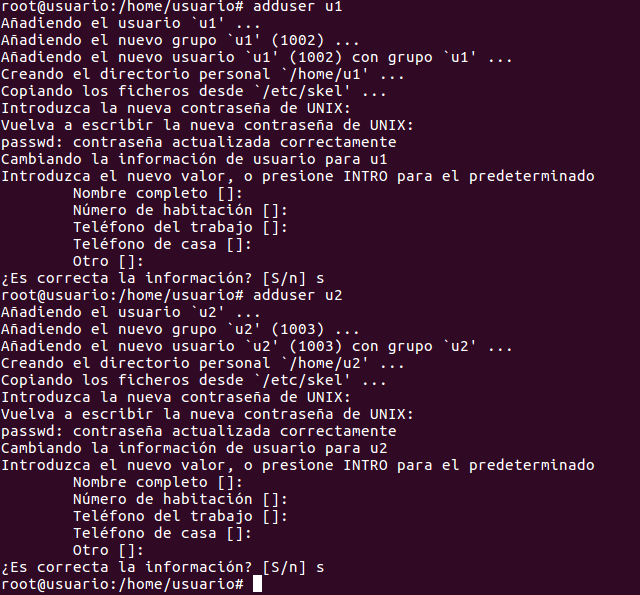 root@usuario:/home/usuario# adduser u1
Añadiendo el usuario `u1' ...
Añadiendo el nuevo grupo `u1' (1002) ...
Añadiendo el nuevo usuario `u1' (1002) con grupo `u1' ...
Creando el directorio personal `/home/u1' ...
Copiando los ficheros desde `/etc/skel' ...
Introduzca la nueva contraseña de UNIX:
Vuelva a escribir la nueva contraseña de UNIX:
passwd: contraseña actualizada correctamente
Cambiando la información de usuario para u1
Introduzca el nuevo valor, o presione INTRO para el predeterminado
        Nombre completo []:
        Número de habitación []:
        Teléfono del trabajo []:
        Teléfono de casa []:
        Otro []:
¿Es correcta la información? [S/n] s
root@usuario:/home/usuario# adduser u2
Añadiendo el usuario `u2' ...
Añadiendo el nuevo grupo `u2' (1003) ...
Añadiendo el nuevo usuario `u2' (1003) con grupo `u2' ...
Creando el directorio personal `/home/u2' ...
Copiando los ficheros desde `/etc/skel' ...
Introduzca la nueva contraseña de UNIX:
Vuelva a escribir la nueva contraseña de UNIX:
passwd: contraseña actualizada correctamente
Cambiando la información de usuario para u2
Introduzca el nuevo valor, o presione INTRO para el predeterminado
        Nombre completo []:
        Número de habitación []:
        Teléfono del trabajo []:
        Teléfono de casa []:
        Otro []:
¿Es correcta la información? [S/n] s
root@usuario:/home/usuario#